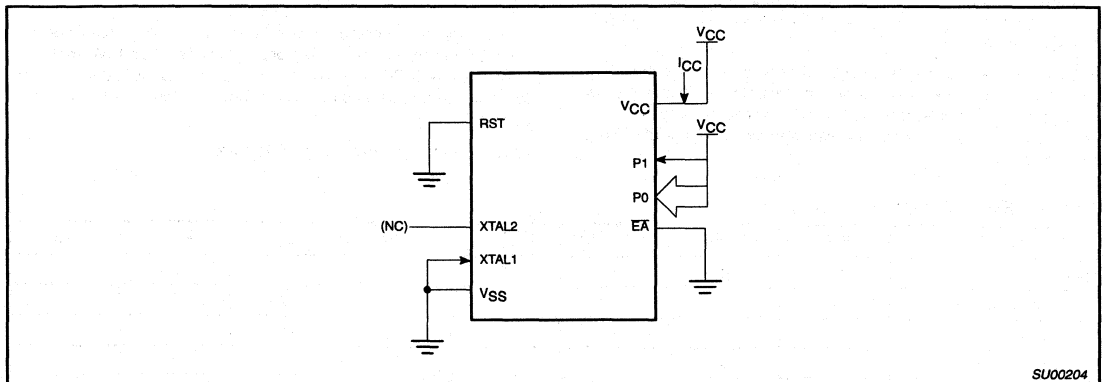 VCC
ICC
VCC
RST
VCC
P1
P0
(NC)
XTAL2
EA
XTAL1
VSS
SU00204